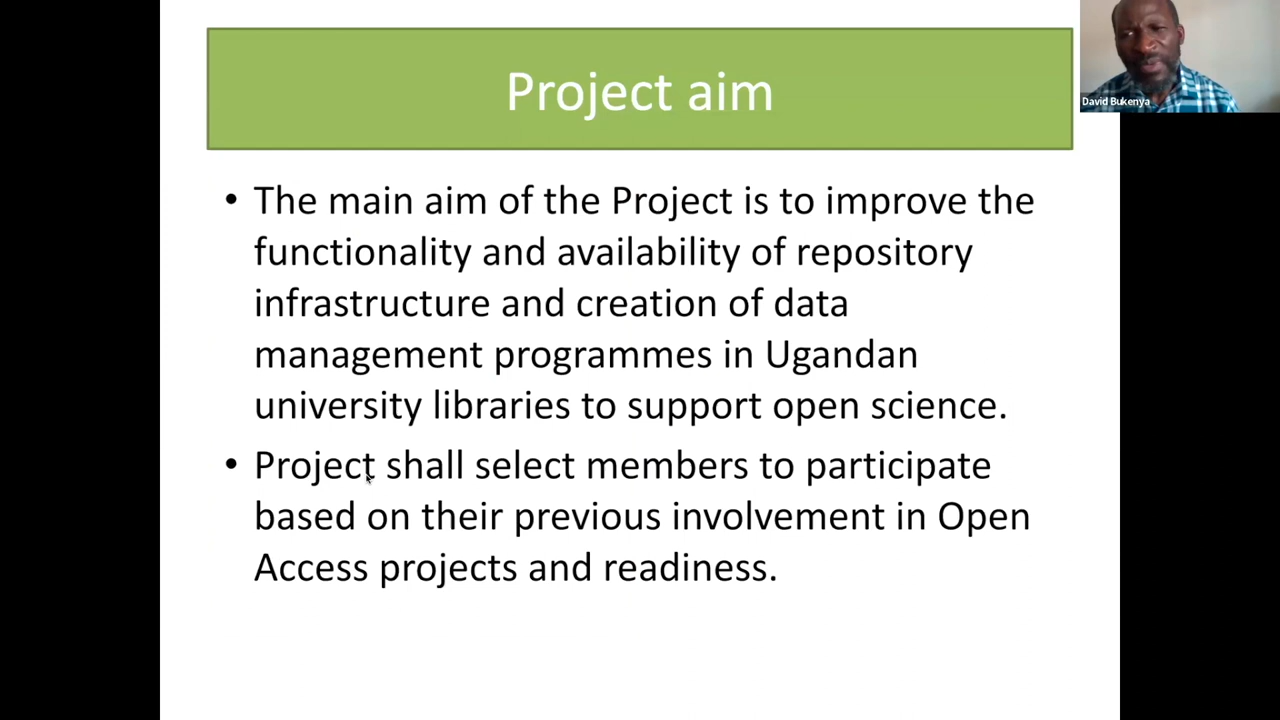 Project aim
David Bukenya
• The main aim of the Project is to improve the
functionality and availability of repository
infrastructure and creation of data
management programmes in Ugandan
university libraries to support open science.
• Project shall select members to participate
based on their previous involvement in Open
Access projects and readiness.